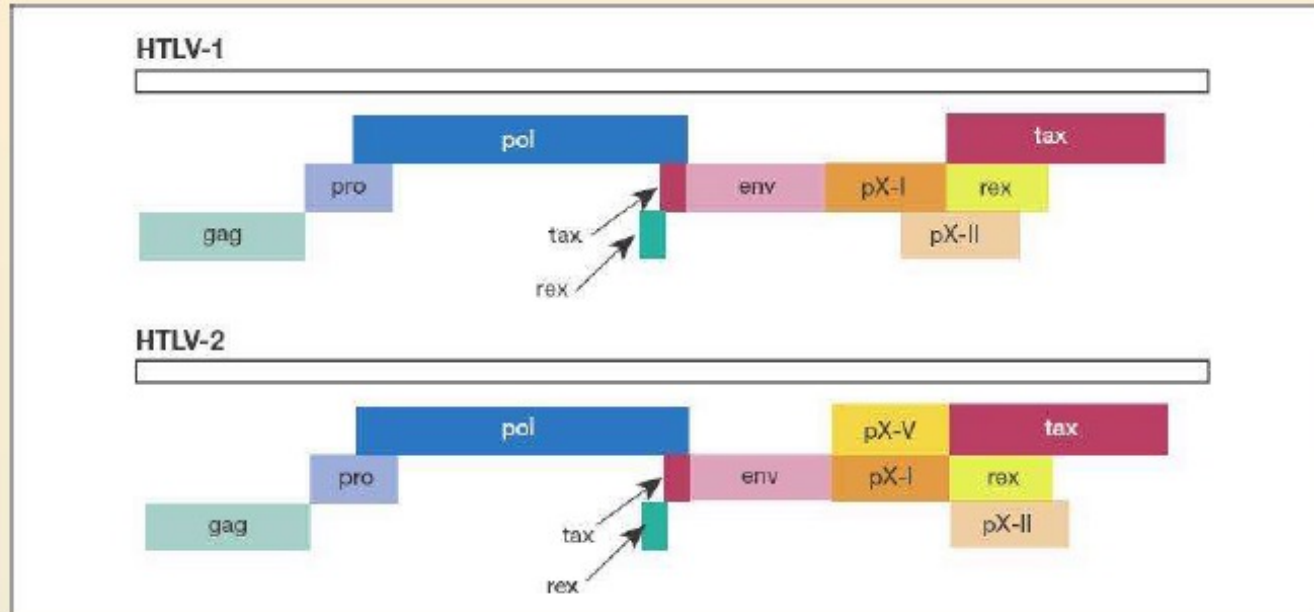 HTLV-1
pol
tax
pro
env
pX-I
rex
gag
tax
pX-II
rex
HTLV-2
pol
pX-V
tax
pro
env
pX-I
rex
gag
tax
pX-II
rex